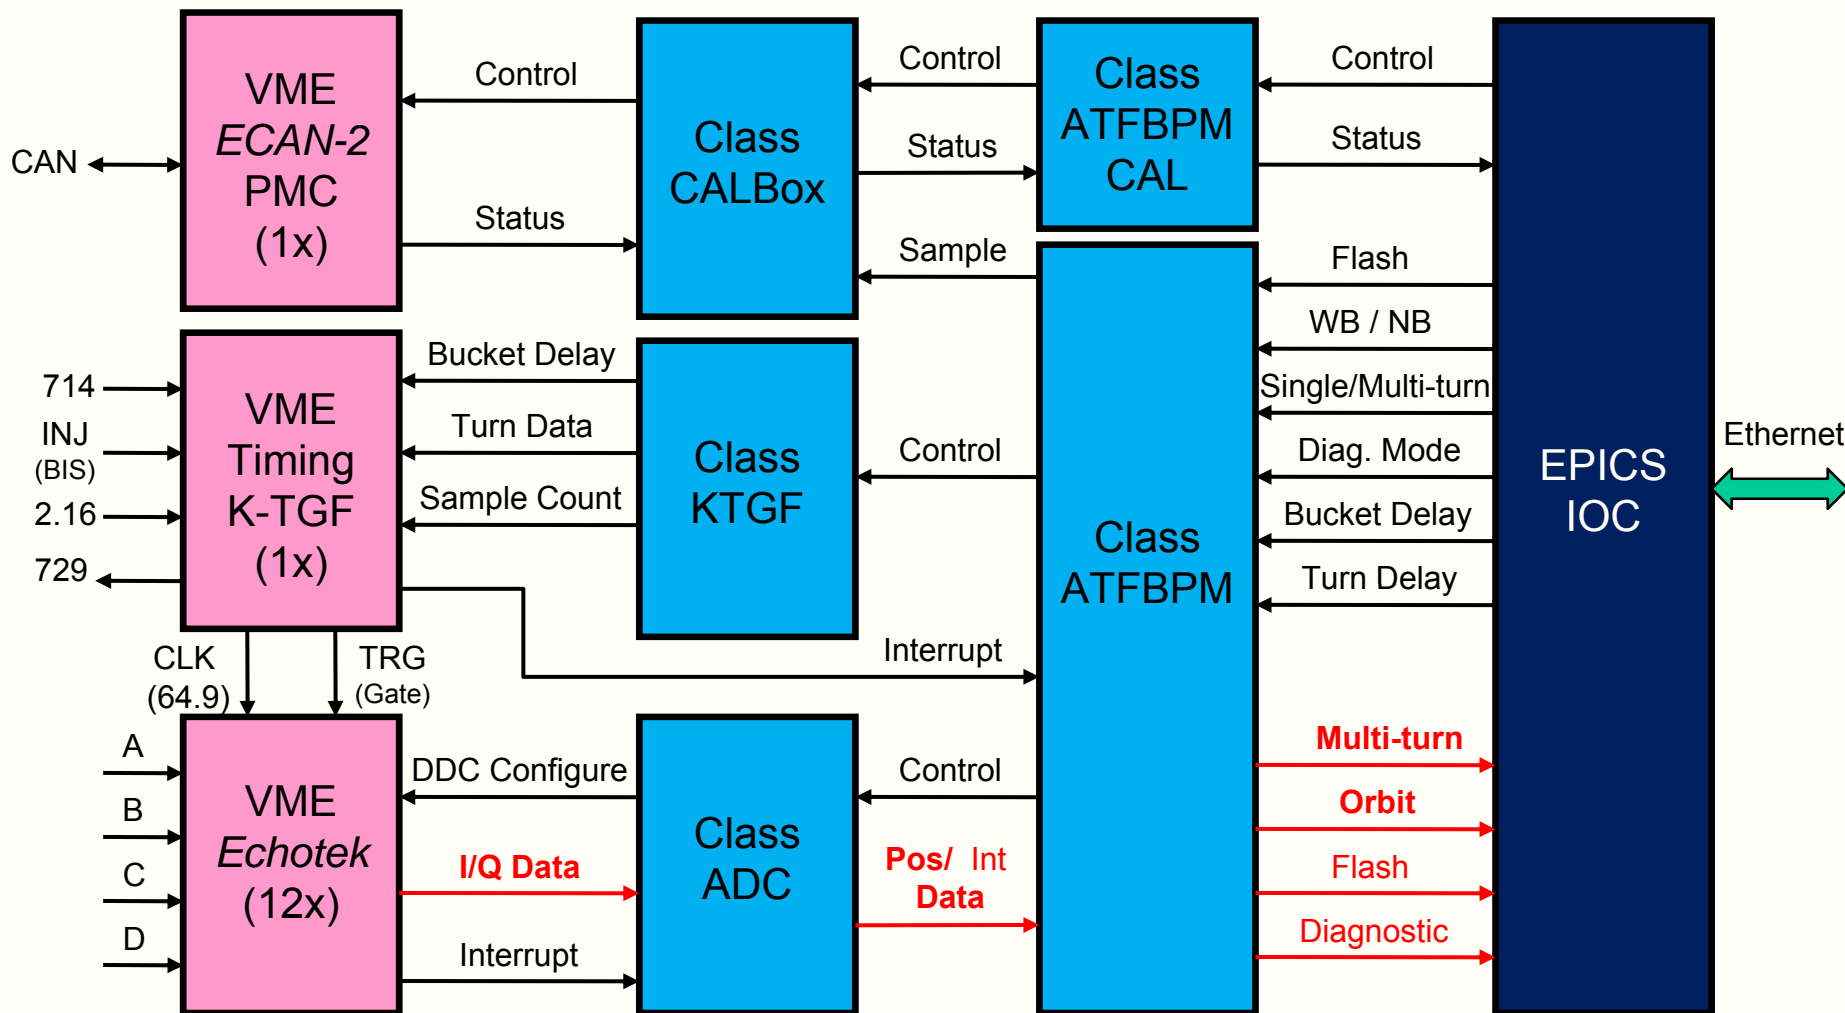 CAN
VME
ECAN-2
PMC
(1x)
Control
Status
Class
CALBox
Control
Status
Sample
Class
ATFBPM
CAL
Control
Status
714
INJ
(BIS)
2.16
729
VME
Timing
K-TGF
(1x)
Bucket Delay
Turn Data
Sample Count
Class
KTGF
Control
Interrupt
Class
ATFBPM
Flash
WB / NB
Single/Multi-turn
Diag. Mode
Bucket Delay
Turn Delay
EPICS
IOC
Ethernet
CLK
(64.9)
TRG
(Gate)
A
B
C
D
VME
Echotek
(12x)
DDC Configure
I/Q Data
Interrupt
Class
ADC
Control
Pos/ Int
Data
Multi-turn
Orbit
Flash
Diagnostic